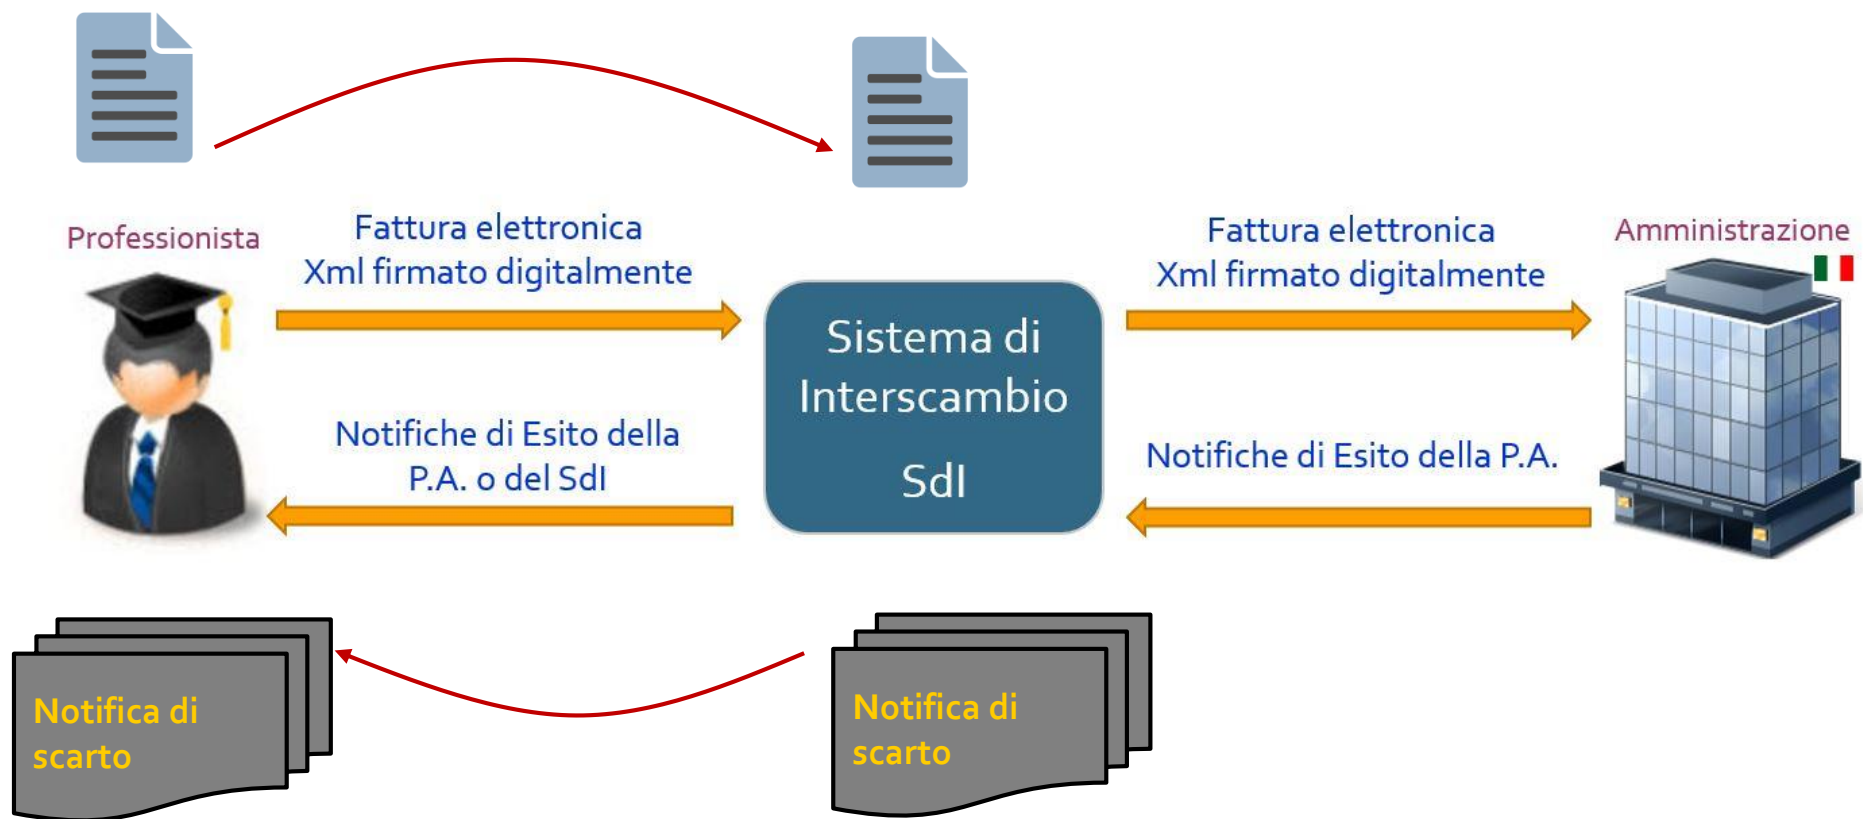 Professionista
Fattura elettronica
Xml firmato digitalmente
Fattura elettronica
Xml firmato digitalmente
Amministrazione
Sistema di
Interscambio
SdI
Notifiche di Esito della
P.A. o del SdI
Notifiche di Esito della P.A.
Notifica di
scarto
Notifica di
scarto